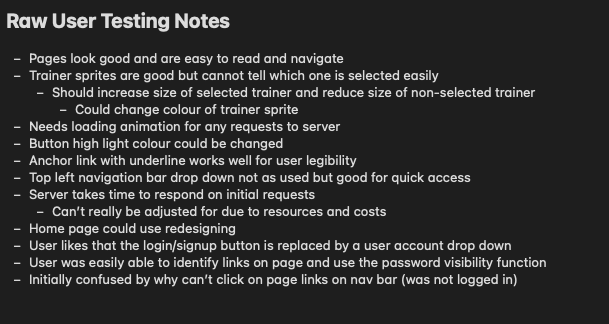 Raw User Testing Notes
– Pages look good and are easy to read and navigate
– Trainer sprites are good but cannot tell which one is selected easily
– Should increase size of selected trainer and reduce size of non-selected trainer
– Could change colour of trainer sprite
– Needs loading animation for any requests to server
– Button high light colour could be changed
– Anchor link with underline works well for user legibility
– Top left navigation bar drop down not as used but good for quick access
– Server takes time to respond on initial requests
– Can’t really be adjusted for due to resources and costs
– Home page could use redesigning
– User likes that the login/signup button is replaced by a user account drop down
– User was easily able to identify links on page and use the password visibility function
– Initially confused by why can’t click on page links on nav bar (was not logged in)